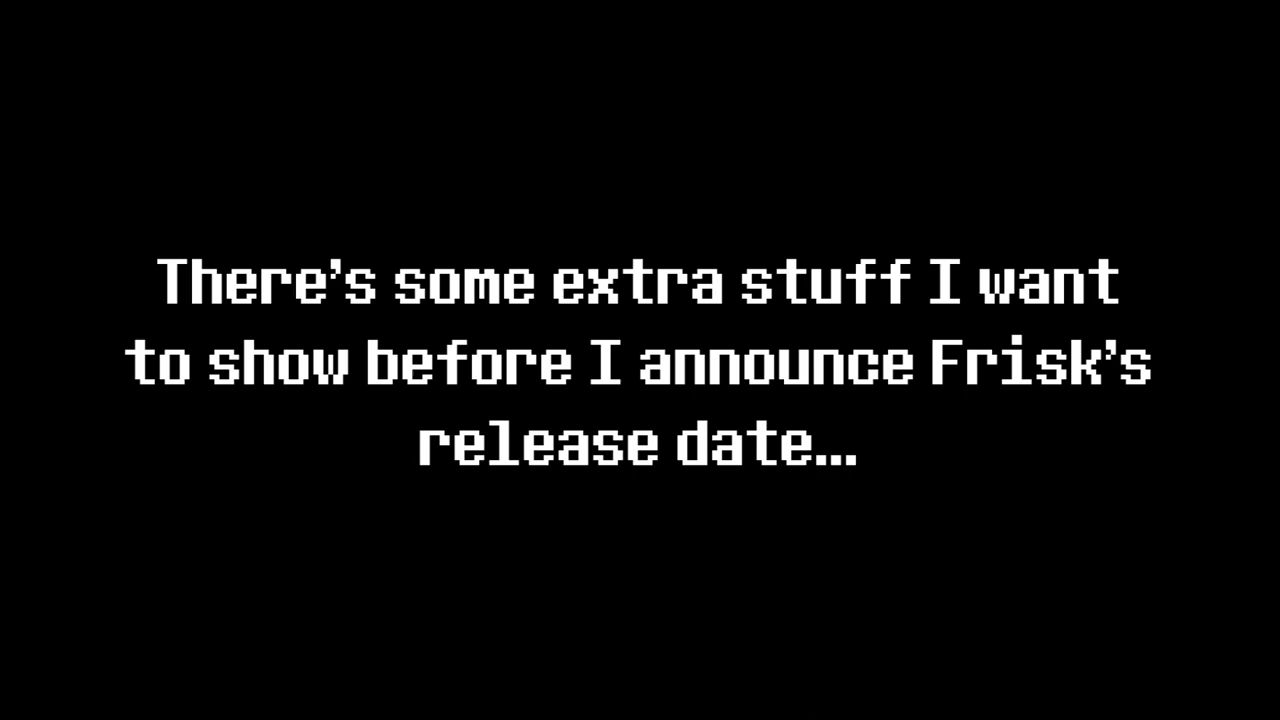 There's some extra stuff I want
to show before I announce Frisk's
release date...